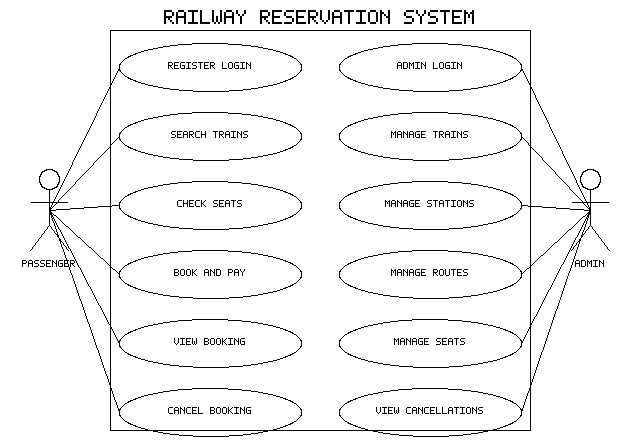 RAILWAY RESERVATION SYSTEM
REGISTER LOGIN
ADMIN LOGIN
SEARCH TRAINS
MANAGE TRAINS
CHECK SEATS
MANAGE STATIONS
PASSENGER
ADMIN
BOOK AND PAY
MANAGE ROUTES
VIEW BOOKING
MANAGE SEATS
CANCEL BOOKING
VIEW CANCELLATIONS